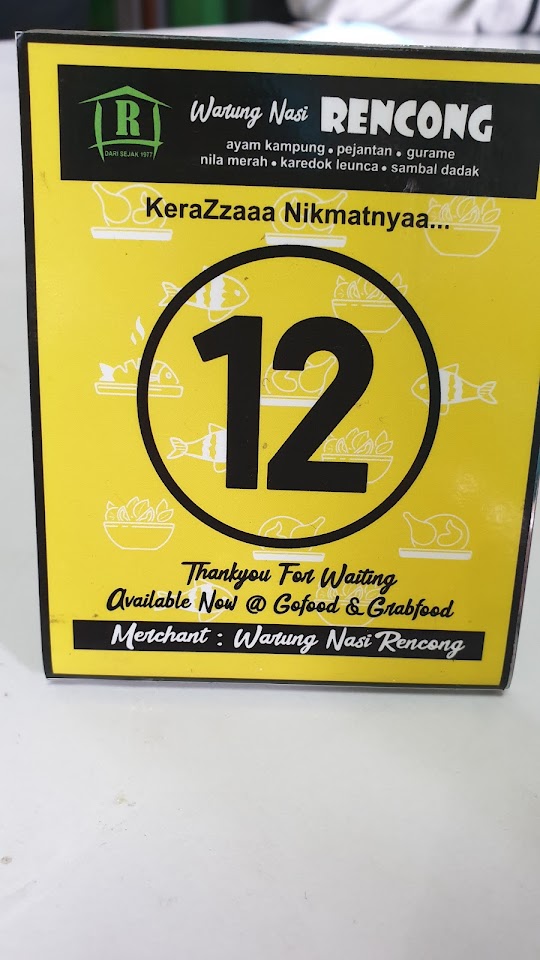 R
DARI SEJAK 1977
Warung Nasi RENCONG
ayam kampung • pejantan • gurame
nila merah • karedok leunca • sambal dadak
KeraZzaaa Nikmatnyaa...
12
Thankyou For Waiting
Available Now @ Gofood & Grabfood
Merchant : Warung Nasi Rencong